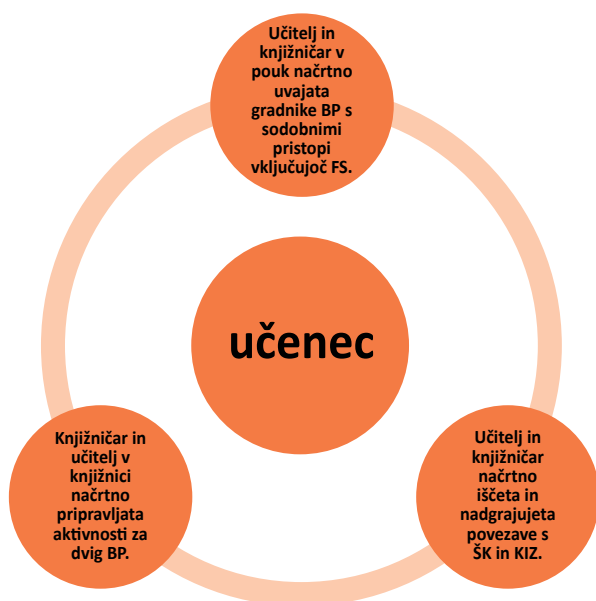 Učitelj in
knjižničar v
pouk načrtno
uvajata
gradnike BP s
sodobnimi
pristopi
vključujoč FS.
učenec
Knjižničar in
učitelj v
knjižnici
načrtno
pripravljata
aktivnosti za
dvig BP.
Učitelj in
knjižničar
načrtno
iščeta in
nadgrajujeta
povezave s
ŠK in KIZ.